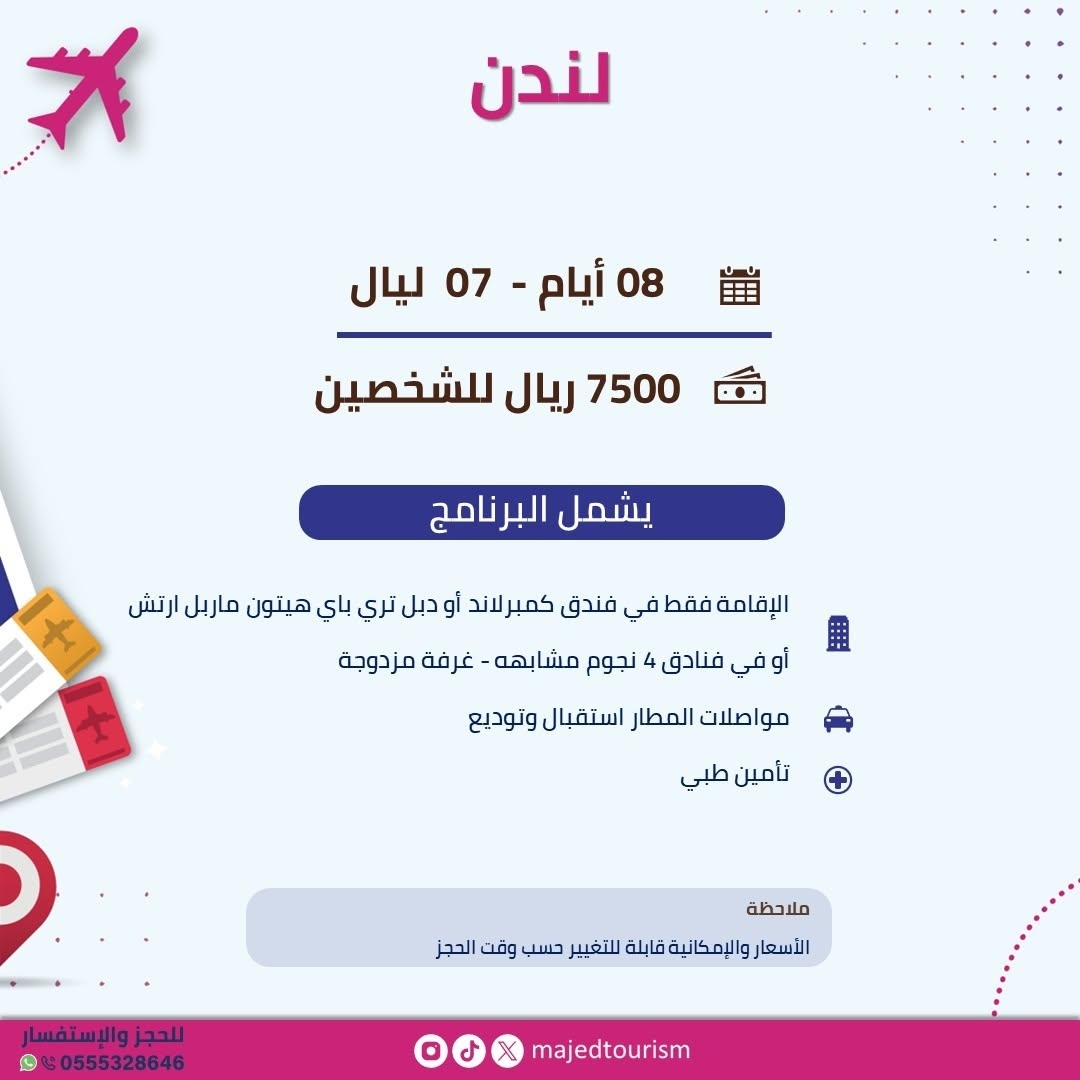 لندن
08 أيام - 07 ليال
7500 ريال للشخصين
يشمل البرنامج
الإقامة فقط في فندق كمبرلاند أو دبل تري باي هيتون ماربل ارتش
أو في فنادق 4 نجوم مشابهه - غرفة مزدوجة
مواصلات المطار استقبال وتوديع
تأمين طبي
ملاحظة
الأسعار والإمكانية قابلة للتغيير حسب وقت الحجز
للحجز والإستفسار
0555328646
majedtourism